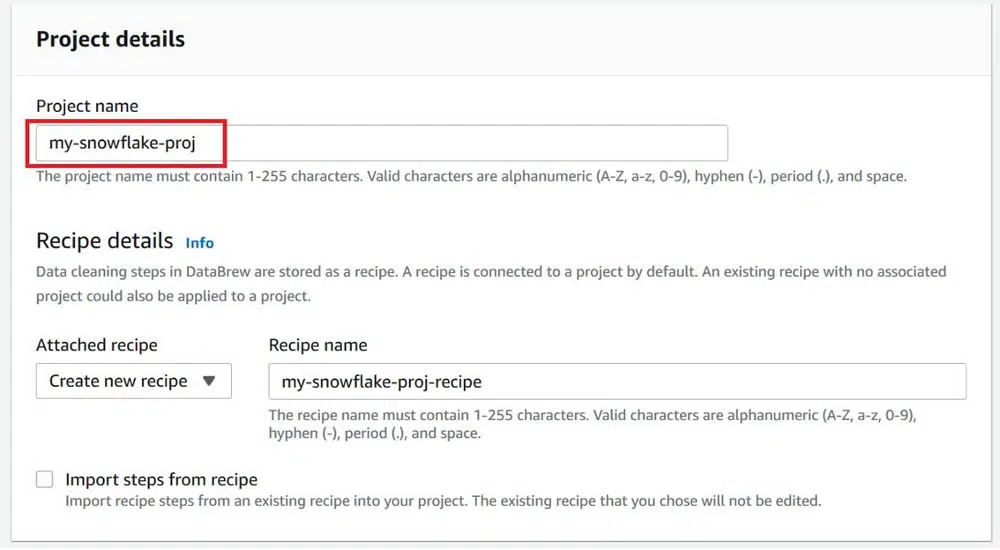 Project details
Project name
my-snowflake-proj
The project name must contain 1-255 characters. Valid characters are alphanumeric (A-Z, a-z, 0-9), hyphen (-), period (.), and space.
Recipe details Info
Data cleaning steps in DataBrew are stored as a recipe. A recipe is connected to a project by default. An existing recipe with no associated
project could also be applied to a project.
Attached recipe
Create new recipe
Recipe name
my-snowflake-proj-recipe
The recipe name must contain 1-255 characters. Valid characters are alphanumeric (A-Z, a-z, 0-9),
hyphen (-), period (.), and space.
Import steps from recipe
Import recipe steps from an existing recipe into your project. The existing recipe that you chose will not be edited.